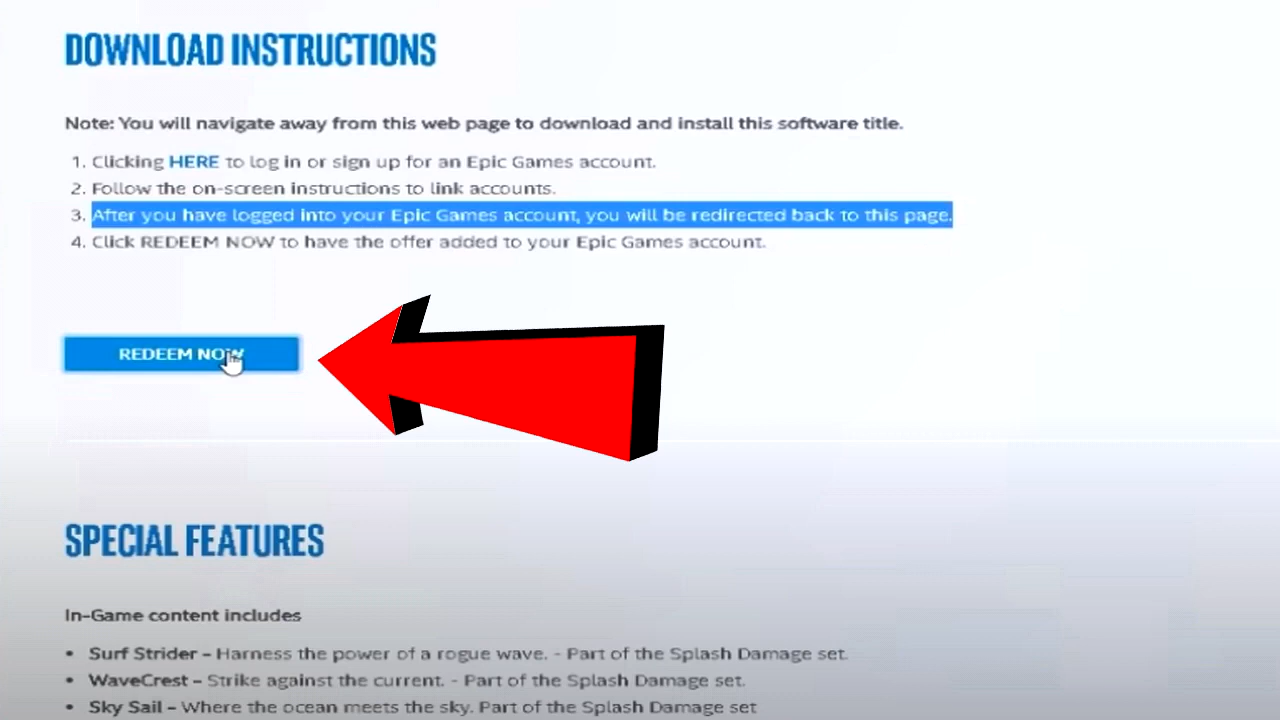 DOWNLOAD INSTRUCTIONS
Note: You will navigate away from this web page to download and install this software title.
1. Clicking HERE to log in or sign up for an Epic Games account.
2. Follow the on-screen instructions to link accounts.
3. After you have logged into your Epic Games account, you will be redirected back to this page.
4. Click REDEEM NOW to have the offer added to your Epic Games account.
REDEEM NOW
SPECIAL FEATURES
In-Game content includes
• Surf Strider – Harness the power of a rogue wave. - Part of the Splash Damage set.
• WaveCrest – Strike against the current. - Part of the Splash Damage set.
• Sky Sail – Where the ocean meets the sky. Part of the Splash Damage set